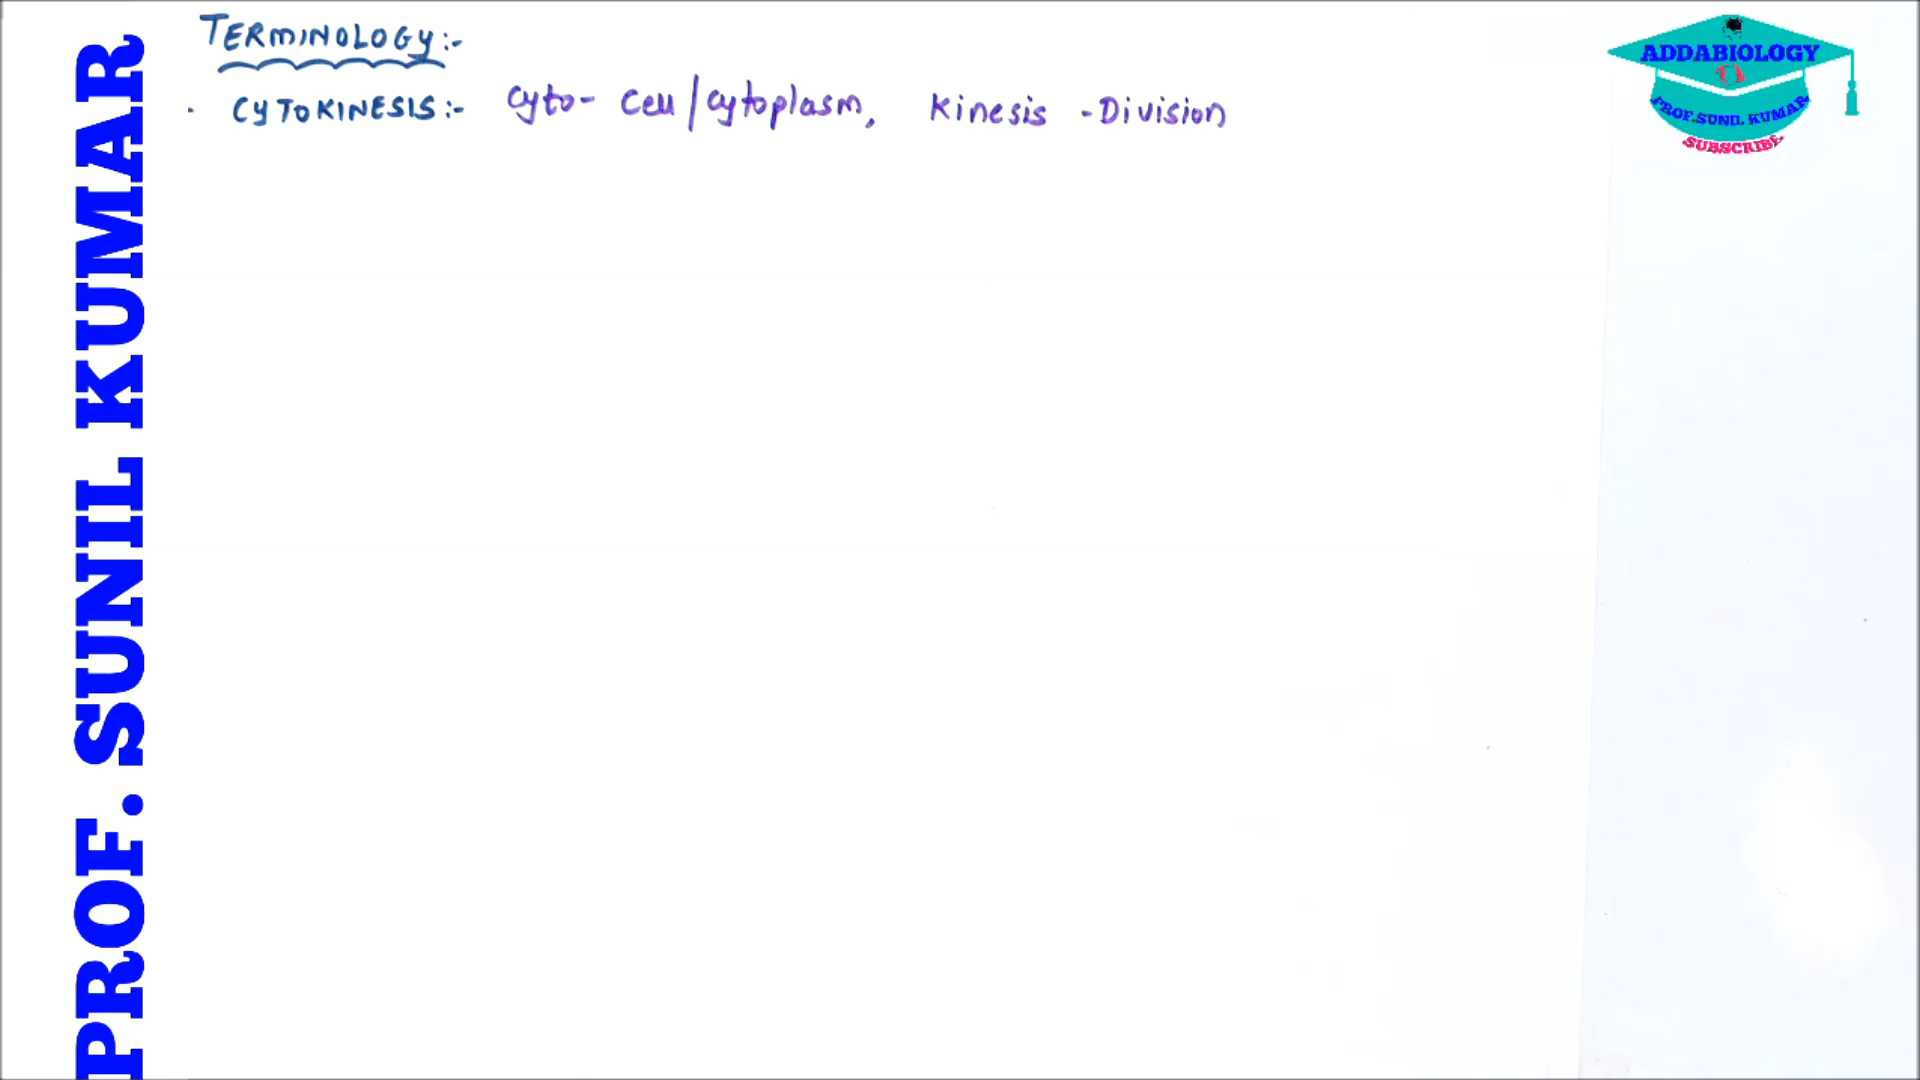 TERMINOLOGY:-
. CYTOKINESIS:- Cyto- Cell/cytoplasm, Kinesis -Division
PROF. SUNIL KUMAR
ADDABIOLOGY
PROF.SUNIL KUMAR
SUBSCRIBE